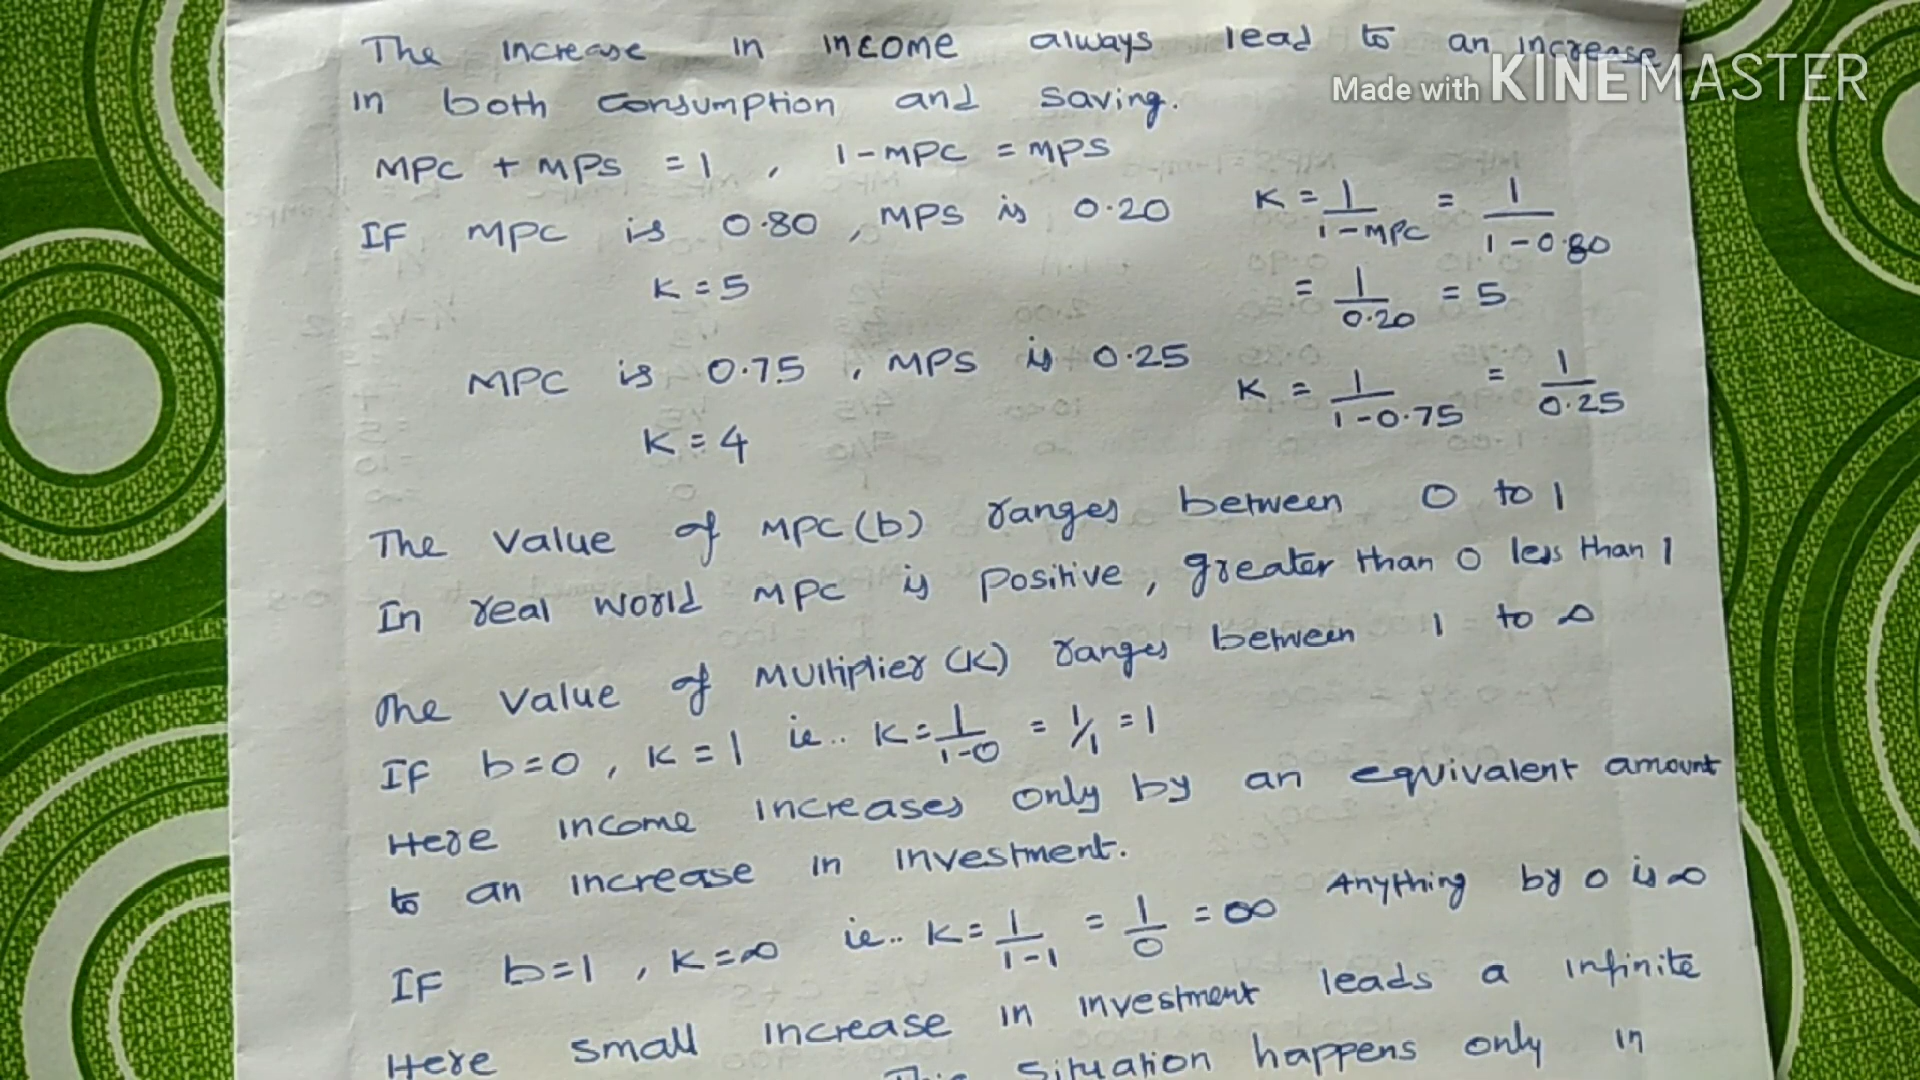 The increase in income always lead to an increase
Made with KINEMASTER
in both consumption and saving.
MPC + MPS = 1 , 1 - MPC = MPS
IF MPC is 0.80 , MPS is 0.20 K = 1/1-MPC = 1/1-0.80
K = 5 = 1/0.20 = 5
MPC is 0.75 , MPS is 0.25 K = 1/1-0.75 = 1/0.25
K = 4
The value of MPC (b) ranges between 0 to 1
In real world MPC is positive , greater than 0 less than 1
The value of Multiplier (K) ranges between 1 to ∞
IF b=0 , K = 1 ie.. K = 1/1-0 = 1/1 = 1
Here income increases only by an equivalent amount
to an increase in investment.
IF b=1 , K=∞ ie.. K = 1/1-1 = 1/0 = ∞ Anything by 0 is ∞
Here small increase in investment leads a infinite
This situation happens only in